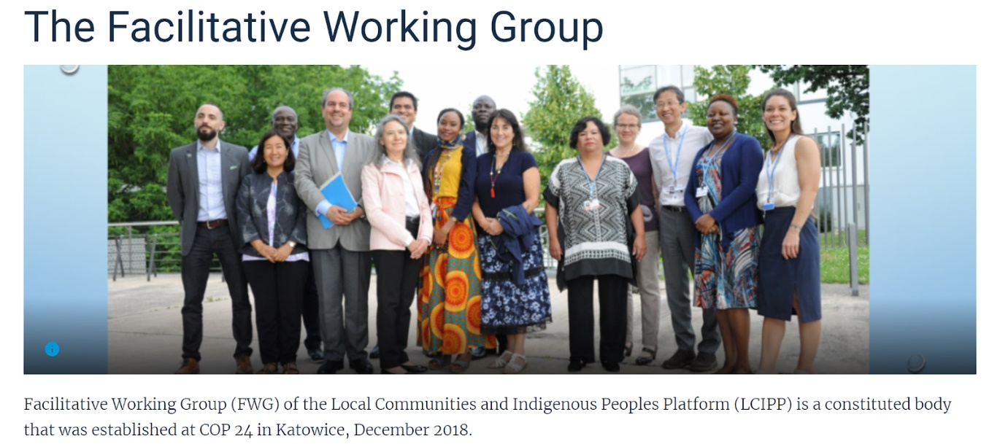 The Facilitative Working Group
Facilitative Working Group (FWG) of the Local Communities and Indigenous Peoples Platform (LCIPP) is a constituted body
that was established at COP 24 in Katowice, December 2018.